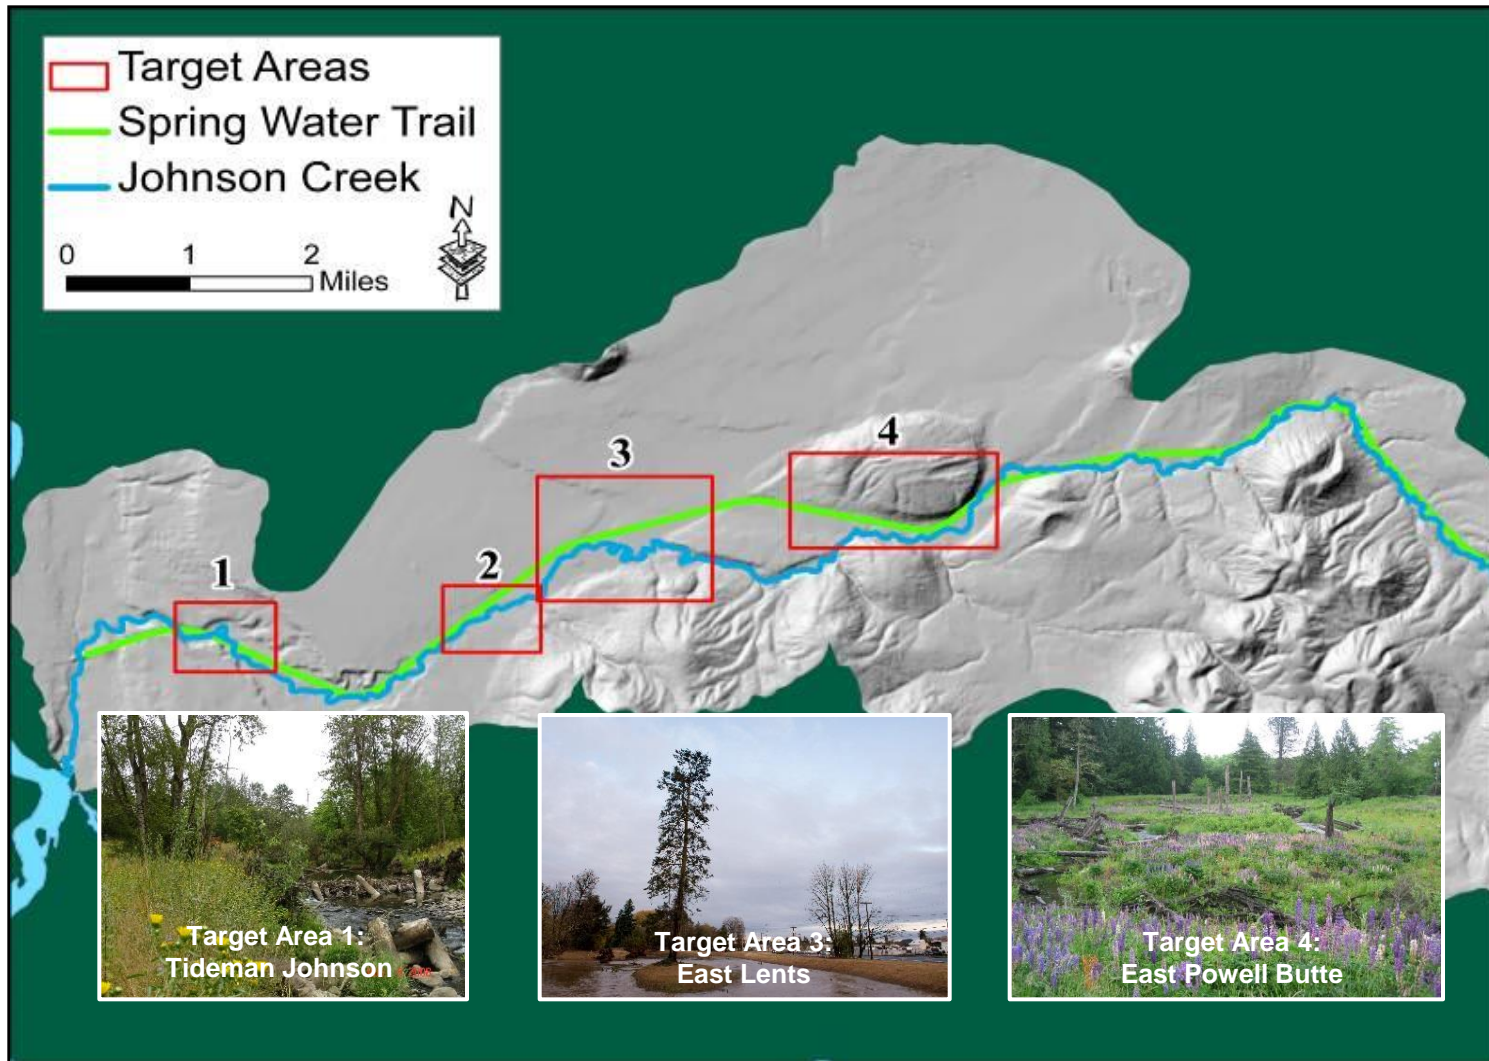 Target Areas
Spring Water Trail
Johnson Creek
N
0 1 2
Miles
4
3
2
1
Target Area 1:
Tideman Johnson
Target Area 3:
East Lents
Target Area 4:
East Powell Butte